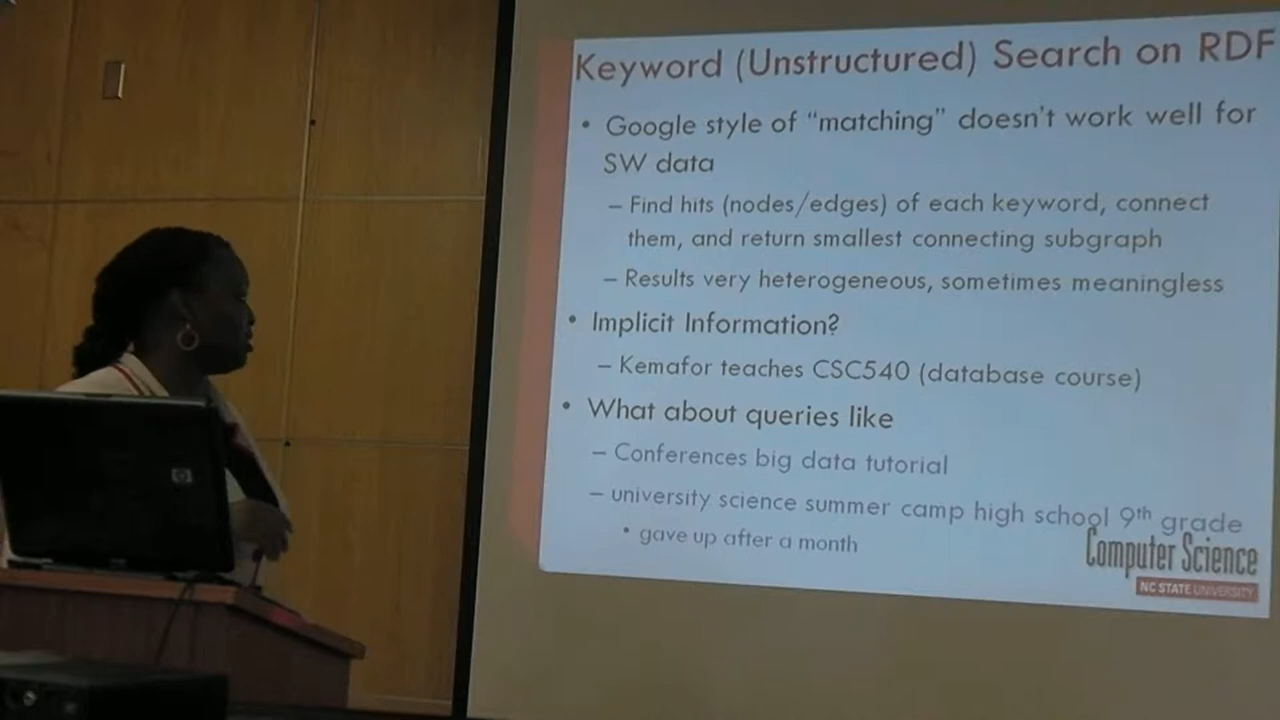 Keyword (Unstructured) Search on RDF
• Google style of “matching” doesn't work well for
SW data
– Find hits (nodes/edges) of each keyword, connect
them, and return smallest connecting subgraph
– Results very heterogeneous, sometimes meaningless
• Implicit Information?
– Kemafor teaches CSC540 (database course)
• What about queries like
– Conferences big data tutorial
– university science summer camp high school 9th grade
• gave up after a month
Computer Science
NC STATE UNIVERSITY
hp